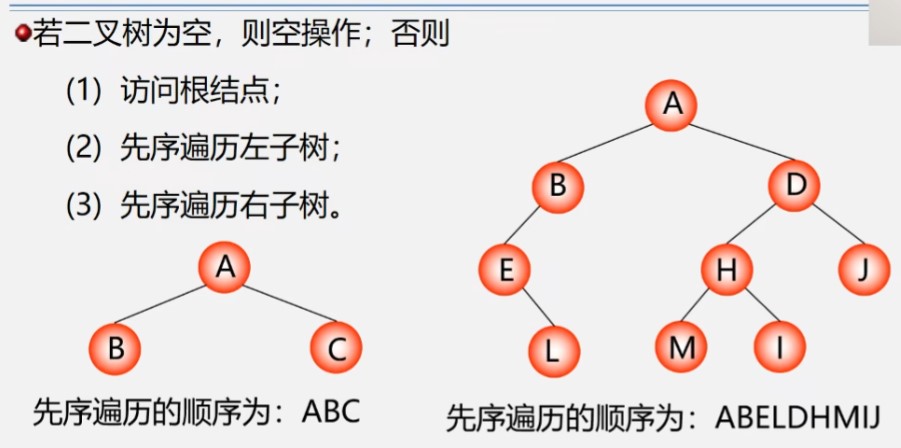 若二叉树为空，则空操作；否则
(1) 访问根结点；
(2) 先序遍历左子树；
(3) 先序遍历右子树。
A
B C
先序遍历的顺序为：ABC
A
B D
E H J
L M I
先序遍历的顺序为：ABELDHMIJ